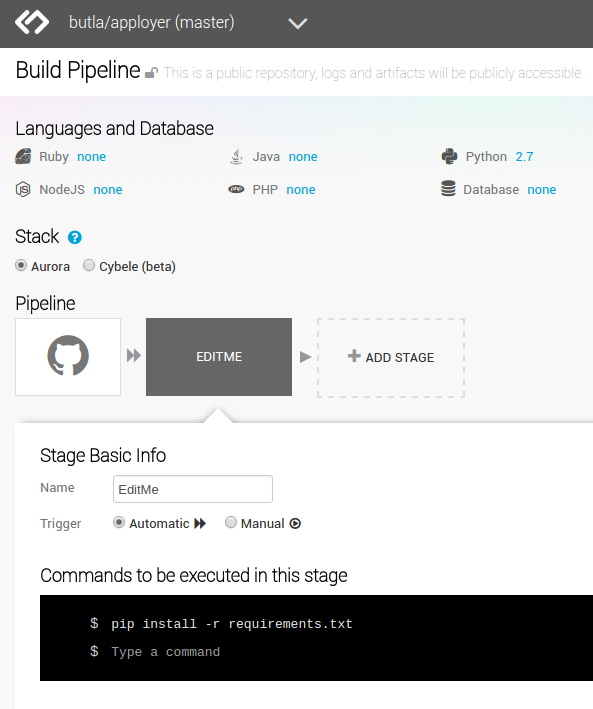 butla/apployer (master)
Build Pipeline This is a public repository, logs and artifacts will be publicly accessible
Languages and Database
Ruby none Java none Python 2.7
NodeJS none php PHP none Database none
Stack ?
Aurora Cybele (beta)
Pipeline
EDITME + ADD STAGE
Stage Basic Info
Name EditMe
Trigger Automatic Manual
Commands to be executed in this stage
$ pip install -r requirements.txt
$ Type a command